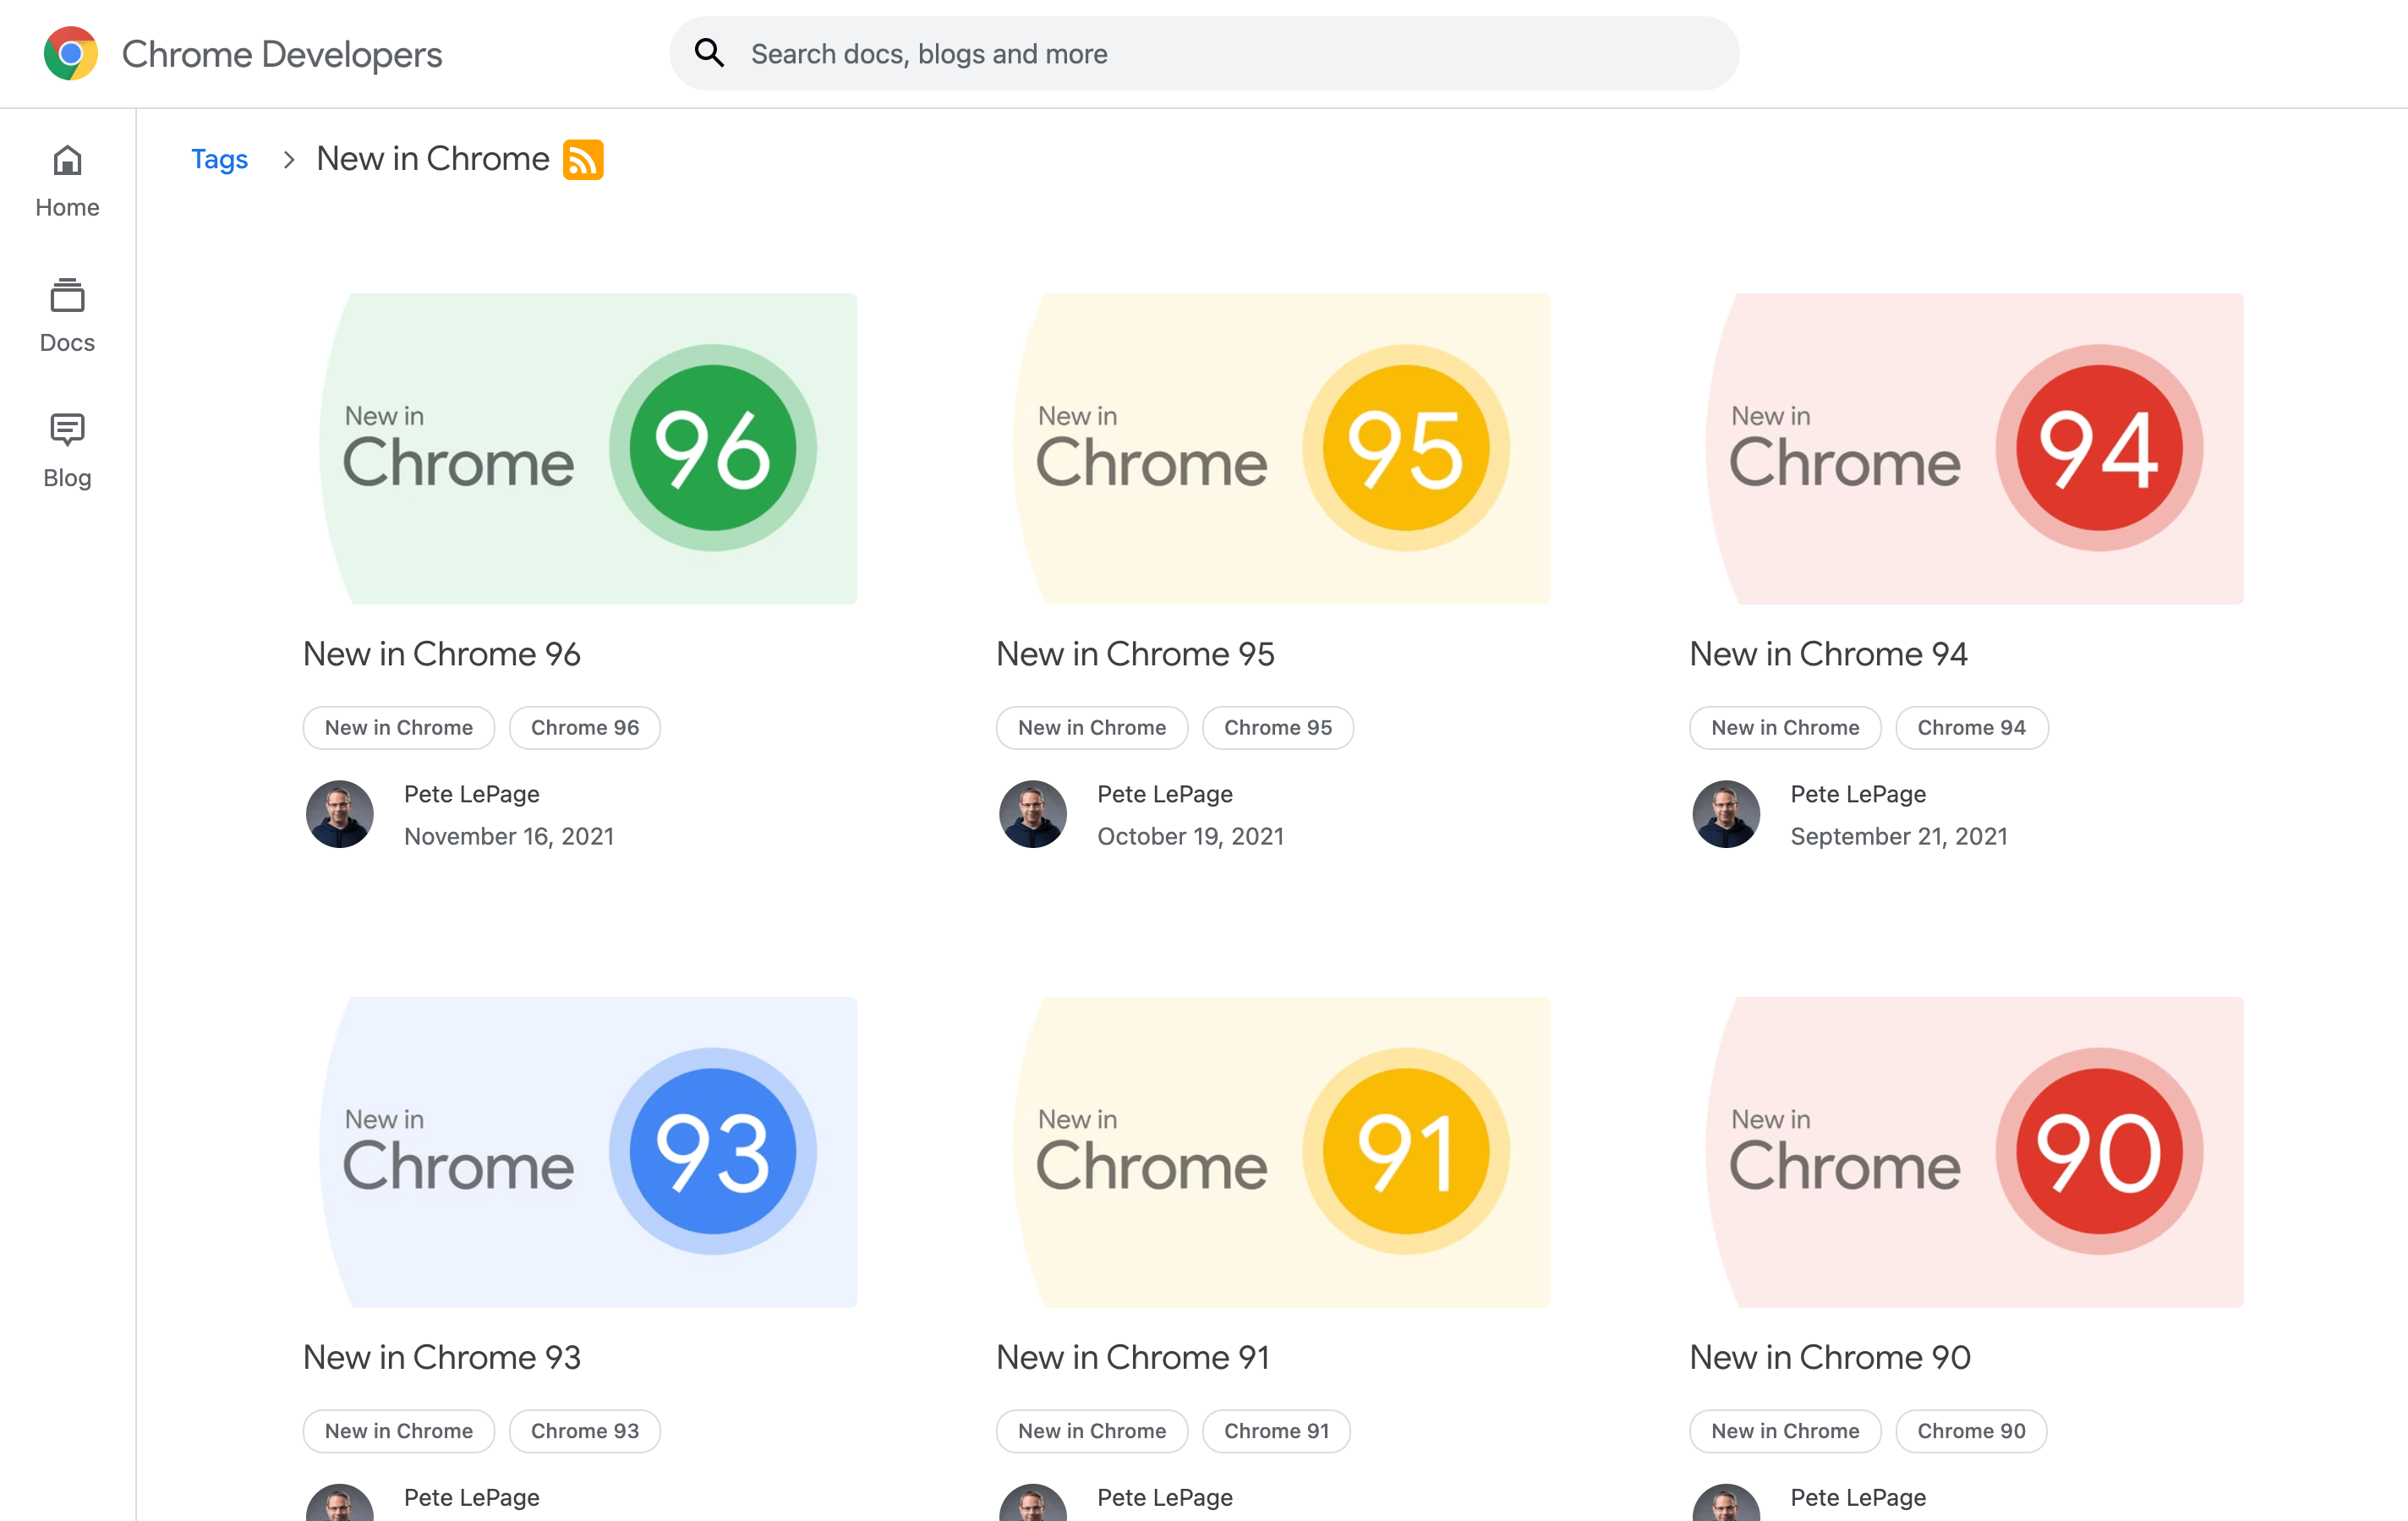 Chrome Developers
Search docs, blogs and more
Home
Docs
Blog
Tags > New in Chrome
New in
Chrome
96
New in Chrome 96
New in Chrome
Chrome 96
Pete LePage
November 16, 2021
New in
Chrome
95
New in Chrome 95
New in Chrome
Chrome 95
Pete LePage
October 19, 2021
New in
Chrome
94
New in Chrome 94
New in Chrome
Chrome 94
Pete LePage
September 21, 2021
New in
Chrome
93
New in Chrome 93
New in Chrome
Chrome 93
Pete LePage
New in
Chrome
91
New in Chrome 91
New in Chrome
Chrome 91
Pete LePage
New in
Chrome
90
New in Chrome 90
New in Chrome
Chrome 90
Pete LePage